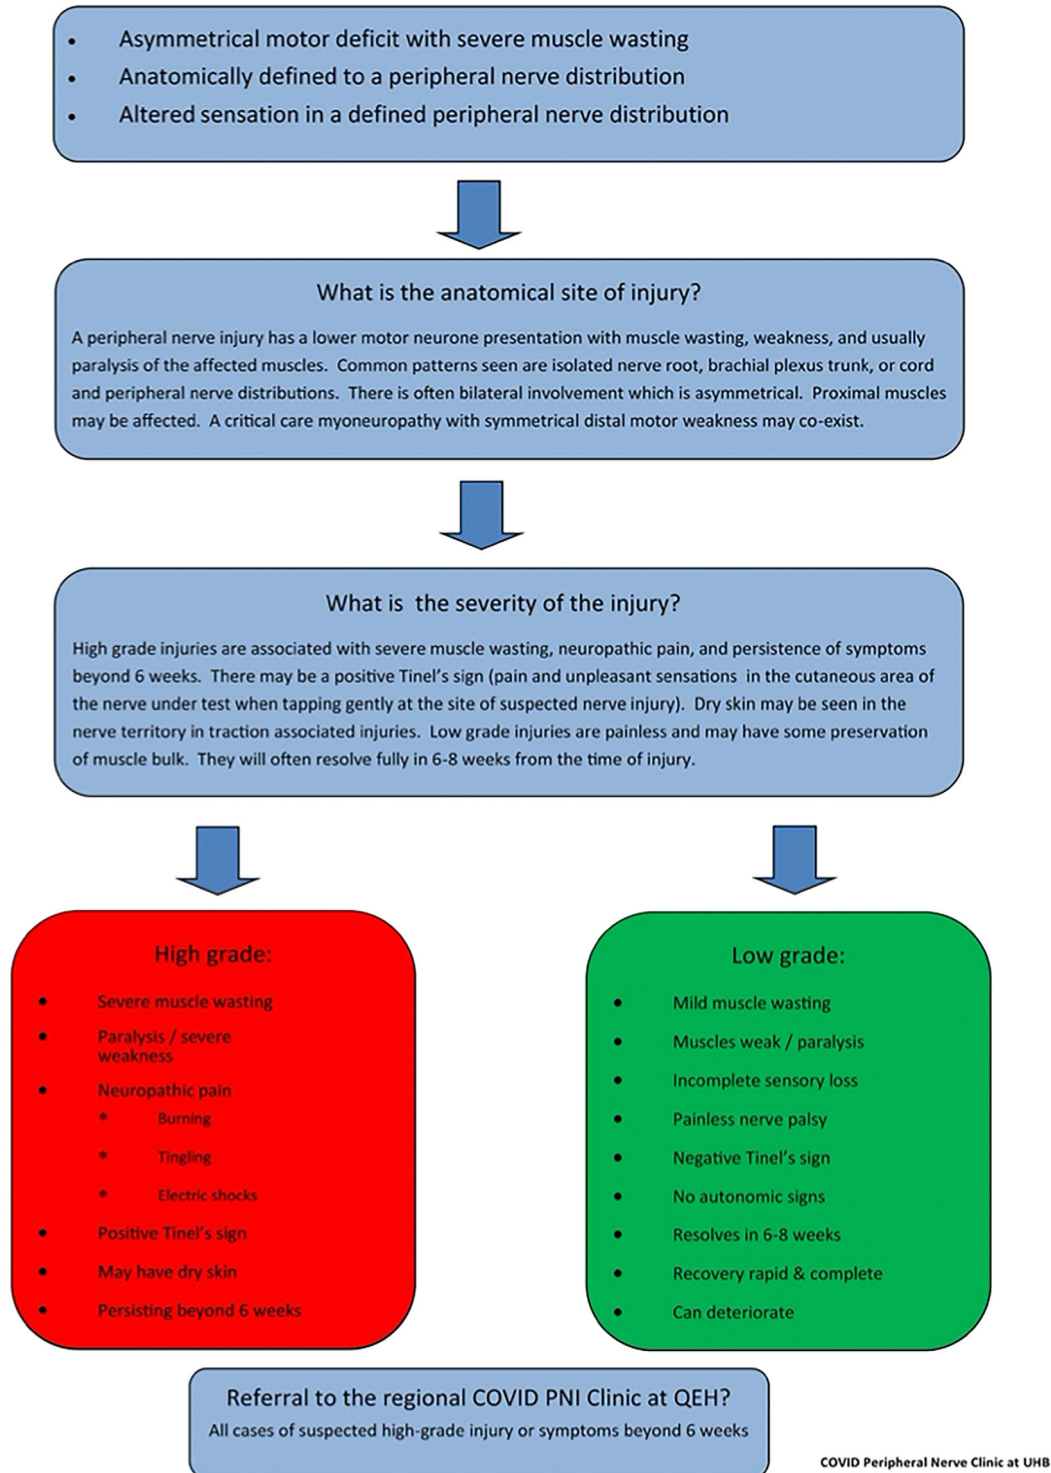 • Asymmetrical motor deficit with severe muscle wasting
• Anatomically defined to a peripheral nerve distribution
• Altered sensation in a defined peripheral nerve distribution
What is the anatomical site of injury?
A peripheral nerve injury has a lower motor neurone presentation with muscle wasting, weakness, and usually
paralysis of the affected muscles. Common patterns seen are isolated nerve root, brachial plexus trunk, or cord
and peripheral nerve distributions. There is often bilateral involvement which is asymmetrical. Proximal muscles
may be affected. A critical care myoneuropathy with symmetrical distal motor weakness may co-exist.
What is the severity of the injury?
High grade injuries are associated with severe muscle wasting, neuropathic pain, and persistence of symptoms
beyond 6 weeks. There may be a positive Tinel's sign (pain and unpleasant sensations in the cutaneous area of
the nerve under test when tapping gently at the site of suspected nerve injury). Dry skin may be seen in the
nerve territory in traction associated injuries. Low grade injuries are painless and may have some preservation
of muscle bulk. They will often resolve fully in 6-8 weeks from the time of injury.
High grade:
• Severe muscle wasting
• Paralysis / severe
weakness
• Neuropathic pain
* Burning
* Tingling
* Electric shocks
• Positive Tinel's sign
• May have dry skin
• Persisting beyond 6 weeks
Low grade:
• Mild muscle wasting
• Muscles weak / paralysis
• Incomplete sensory loss
• Painless nerve palsy
• Negative Tinel's sign
• No autonomic signs
• Resolves in 6-8 weeks
• Recovery rapid & complete
• Can deteriorate
Referral to the regional COVID PNI Clinic at QEH?
All cases of suspected high-grade injury or symptoms beyond 6 weeks
COVID Peripheral Nerve Clinic at UHB